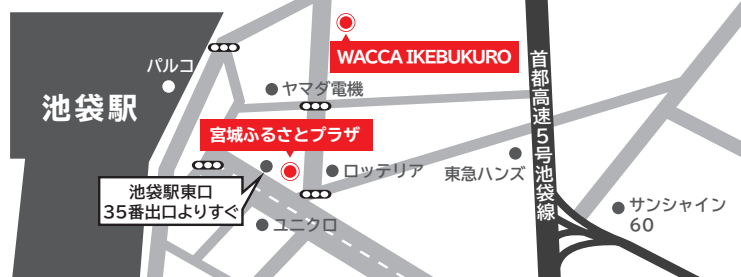 パルコ
池袋駅
WACCA IKEBUKURO
ヤマダ電機
宮城ふるさとプラザ
ロッテリア
東急ハンズ
首都高速5号池袋線
池袋駅東口
35番出口よりすぐ
ユニクロ
サンシャイン
60